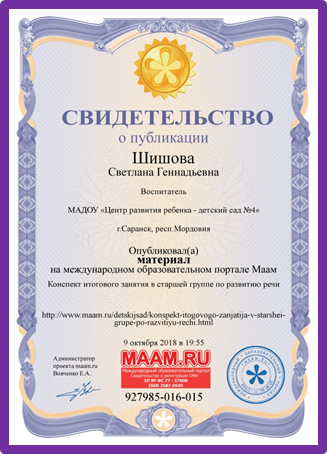 СВИДЕТЕЛЬСТВО
о публикации
Шишова
Светлана Геннадьевна
Воспитатель
МАДОУ «Центр развития ребенка - детский сад №4»
г.Саранск, респ.Мордовия
Опубликовал(а)
материал
на международном образовательном портале Маам
Конспект итогового занятия в старшей группе по развитию речи
http://www.maam.ru/detskijsad/konspekt-itogovogo-zanjatija-v-starshei-
grupe-po-razvitiyu-rechi.html
9 октября 2018 в 19:55
Администратор
проекта maam.ru
Вовченко Е.А.
MAAM.RU
Международный образовательный портал
Свидетельство о регистрации СМИ
ЭЛ № ФС 77 - 57008
ISSN 2587-9545
927985-016-015